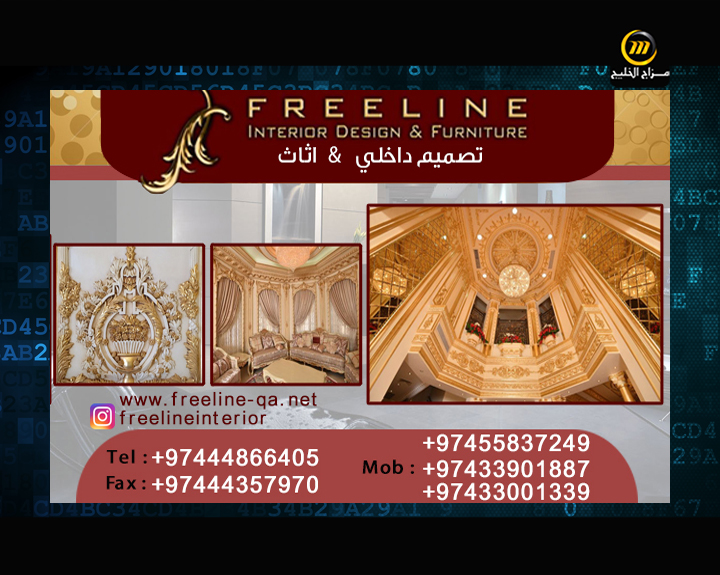 مزاج الخليج
FREELINE
INTERIOR DESIGN & FURNITURE
تصميم داخلي & اثاث
www.freeline-qa.net
freelineinterior
Tel : +97444866405
Fax : +97444357970
Mob : +97455837249
+97433901887
+97433001339